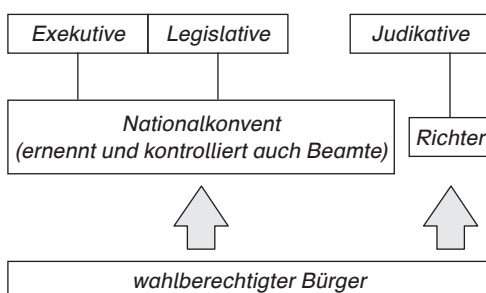 Exekutive
Legislative
Judikative
Nationalkonvent
(ernennt und kontrolliert auch Beamte)
Richter
wahlberechtigter Bürger